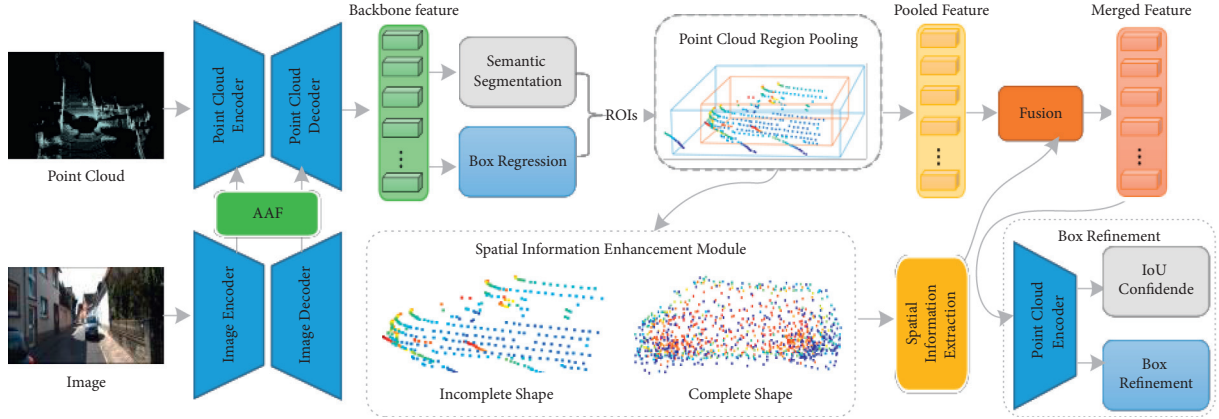 Backbone feature
Pooled Feature
Merged Feature
Point Cloud
Encoder
Point Cloud
Decoder
Semantic
Segmentation
Box Regression
ROIs
Point Cloud Region Pooling
Fusion
Point Cloud
AAF
Image Encoder
Image Decoder
Image
Spatial Information Enhancement Module
Incomplete Shape
Complete Shape
Spatial
Information
Extraction
Box Refinement
Point Cloud
Encoder
IoU
Confidende
Box
Refinement